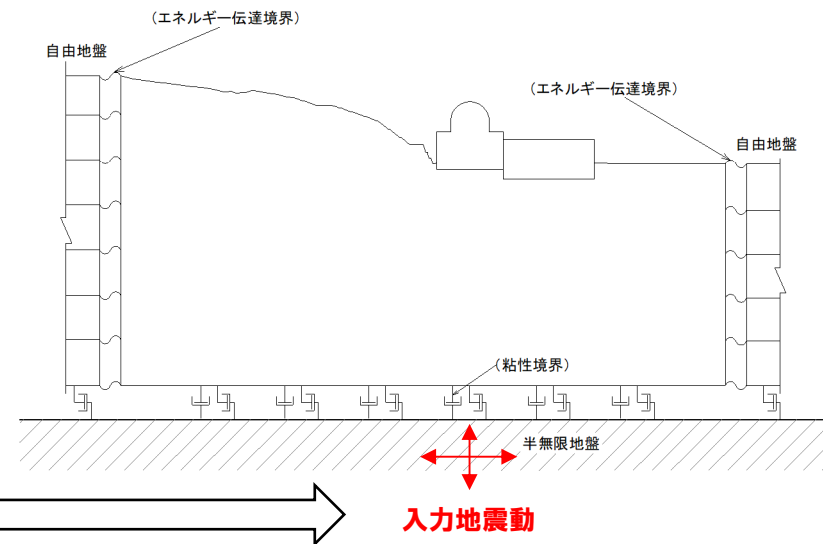 （エネルギー伝達境界）
自由地盤
（エネルギー伝達境界）
自由地盤
（粘性境界）
半無限地盤
入力地震動